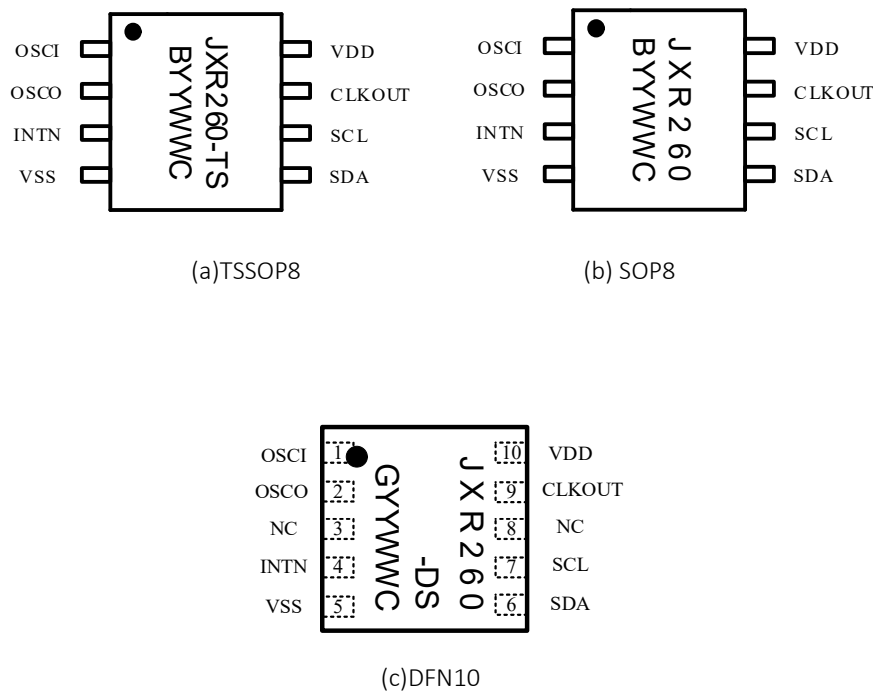 OSCI
OSCO
INTN
VSS
JXR260-TS
BYYWWC
VDD
CLKOUT
SCL
SDA
(a)TSSOP8
OSCI
OSCO
INTN
VSS
JXR260
BYYWWC
VDD
CLKOUT
SCL
SDA
(b) SOP8
OSCI
OSCO
NC
INTN
VSS
1
2
3
4
5
JXR260
-DS
GYYWWC
10
9
8
7
6
VDD
CLKOUT
NC
SCL
SDA
(c)DFN10